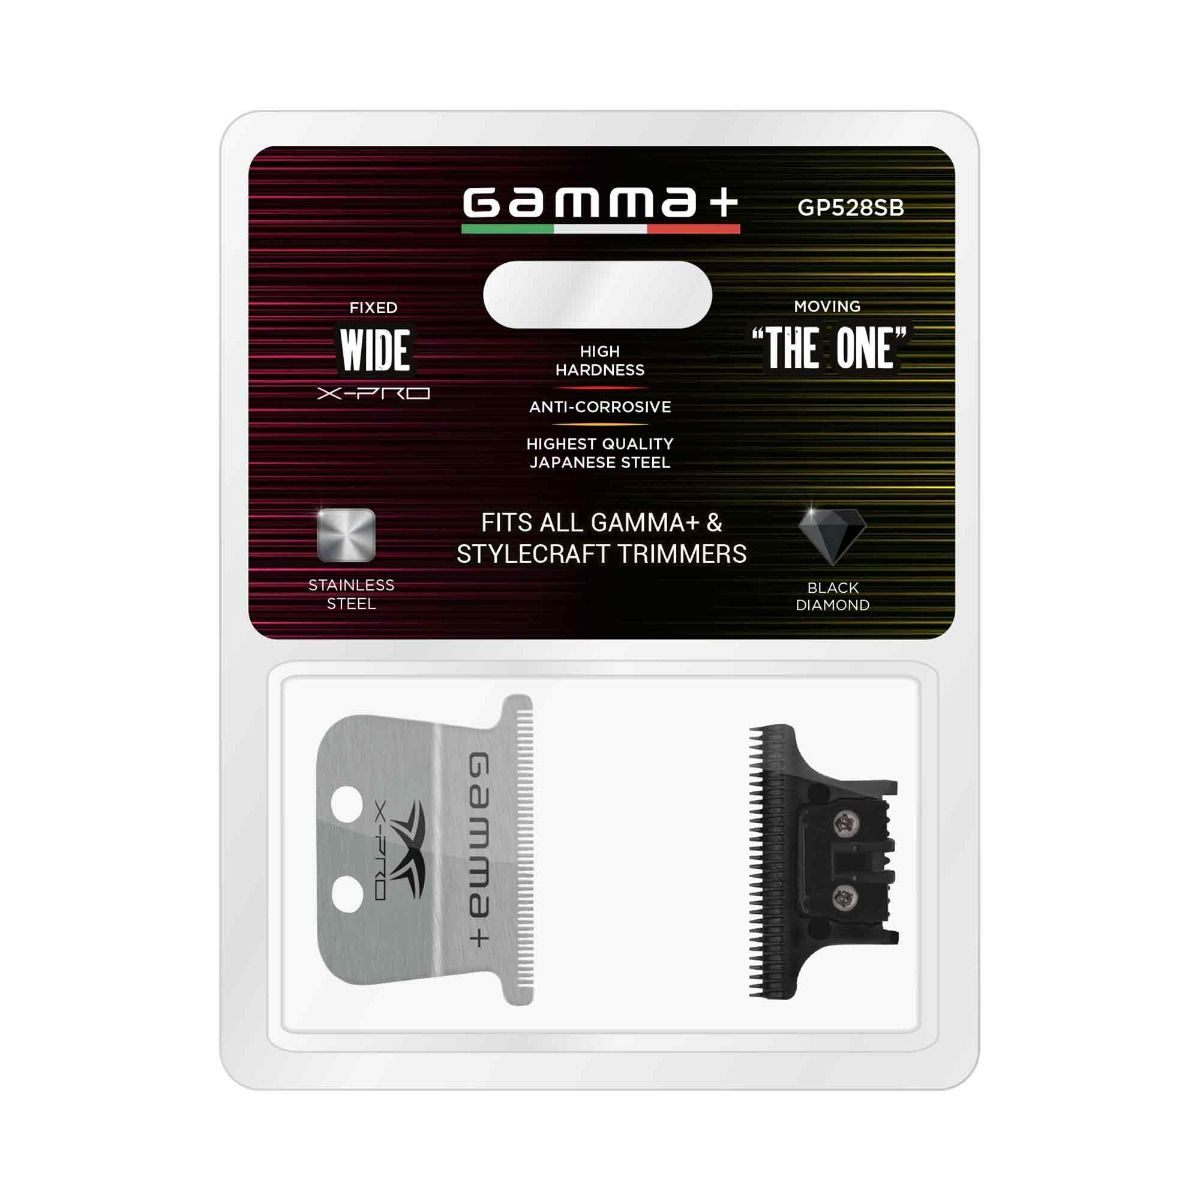 Gamma+
GP528SB
FIXED
WIDE
X-PRO
MOVING
“THE ONE”
HIGH
HARDNESS
ANTI-CORROSIVE
HIGHEST QUALITY
JAPANESE STEEL
FITS ALL GAMMA+ &
STYLECRAFT TRIMMERS
STAINLESS
STEEL
BLACK
DIAMOND
Gamma+
X-PRO